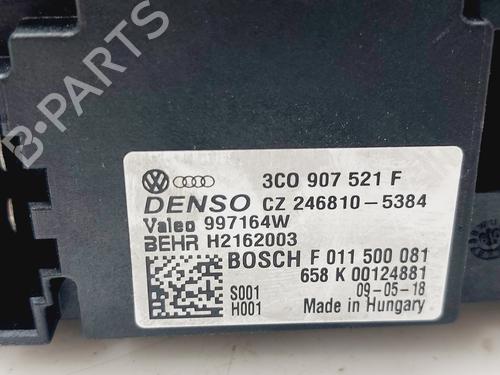 B-PARTS
3C0 907 521 F
DENSO CZ 246810-5384
Valeo 997164W
BEHR H2162003
BOSCH F 011 500 081
658 K 00124881
S001 09-05-18
H001 Made in Hungary